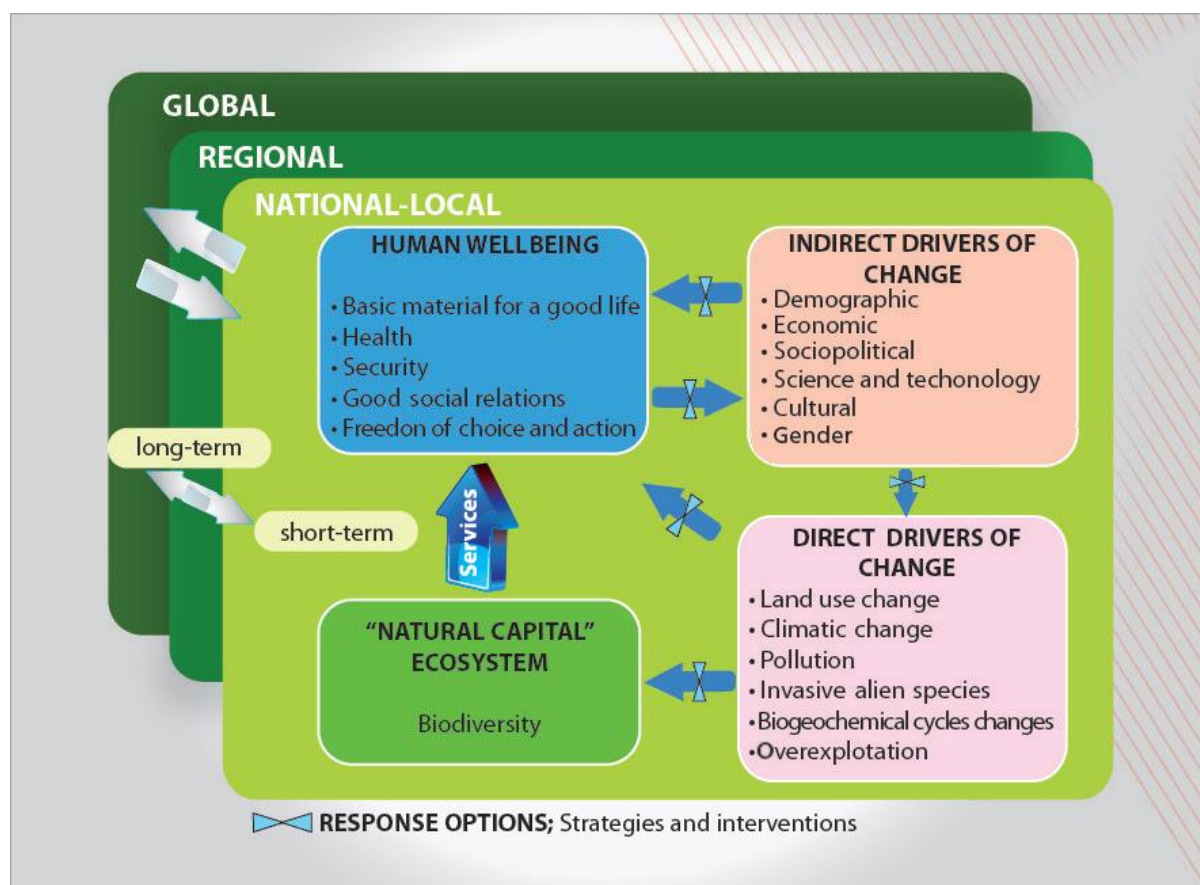 GLOBAL
REGIONAL
NATIONAL-LOCAL
HUMAN WELLBEING
• Basic material for a good life
• Health
• Security
• Good social relations
• Freedon of choice and action
INDIRECT DRIVERS OF
CHANGE
• Demographic
• Economic
• Sociopolitical
• Science and techonology
• Cultural
• Gender
long-term
short-term
Services
DIRECT DRIVERS OF
CHANGE
• Land use change
• Climatic change
• Pollution
• Invasive alien species
• Biogeochemical cycles changes
• Overexplotation
“NATURAL CAPITAL”
ECOSYSTEM
Biodiversity
RESPONSE OPTIONS; Strategies and interventions